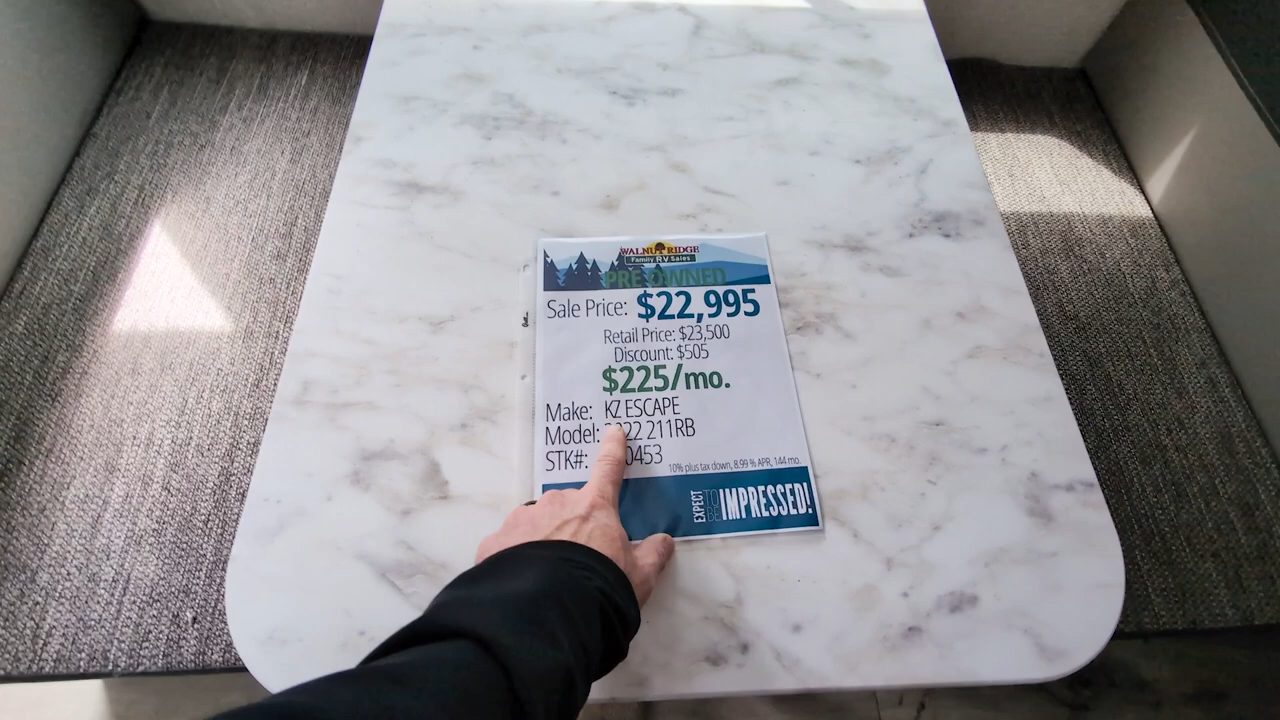 WALNUT RIDGE
Family RV Sales
PRE OWNED
Sale Price: $22,995
Retail Price: $23,500
Discount: $505
$225/mo.
Make: KZ ESCAPE
Model: 2022 211RB
STK#: 0453
10% plus tax down, 8.99 % APR, 144 mo.
EXPECT TO BE IMPRESSED!